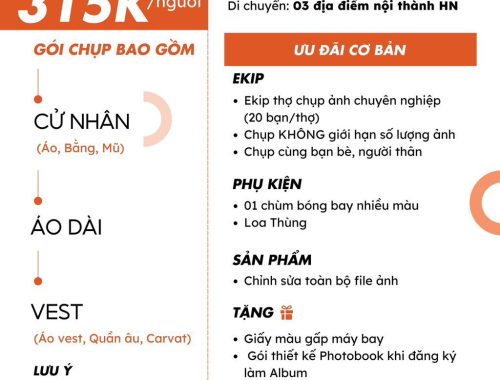 315K/người
GÓI CHỤP BAO GỒM
CỬ NHÂN
(Áo, Bằng, Mũ)
ÁO DÀI
VEST
(Áo vest, Quần âu, Carvat)
LƯU Ý
Di chuyển: 03 địa điểm nội thành HN
ƯU ĐÃI CƠ BẢN
EKIP
• Ekip thợ chụp ảnh chuyên nghiệp
(20 bạn/thợ)
• Chụp KHÔNG giới hạn số lượng ảnh
• Chụp cùng bạn bè, người thân
PHỤ KIỆN
• 01 chùm bóng bay nhiều màu
• Loa Thùng
SẢN PHẨM
• Chỉnh sửa toàn bộ file ảnh
TẶNG
• Giấy màu gấp máy bay
• Gói thiết kế Photobook khi đăng ký
làm Album